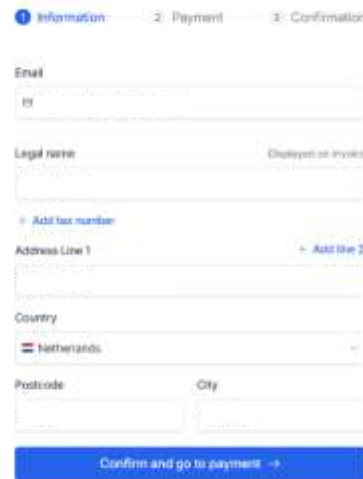 1 Information 2 Payment 3 Confirmation
Email
Legal name Displayed on invoice
+ Add tax number
Address Line 1 + Add line 2
Country
Netherlands
Postcode City
Confirm and go to payment →